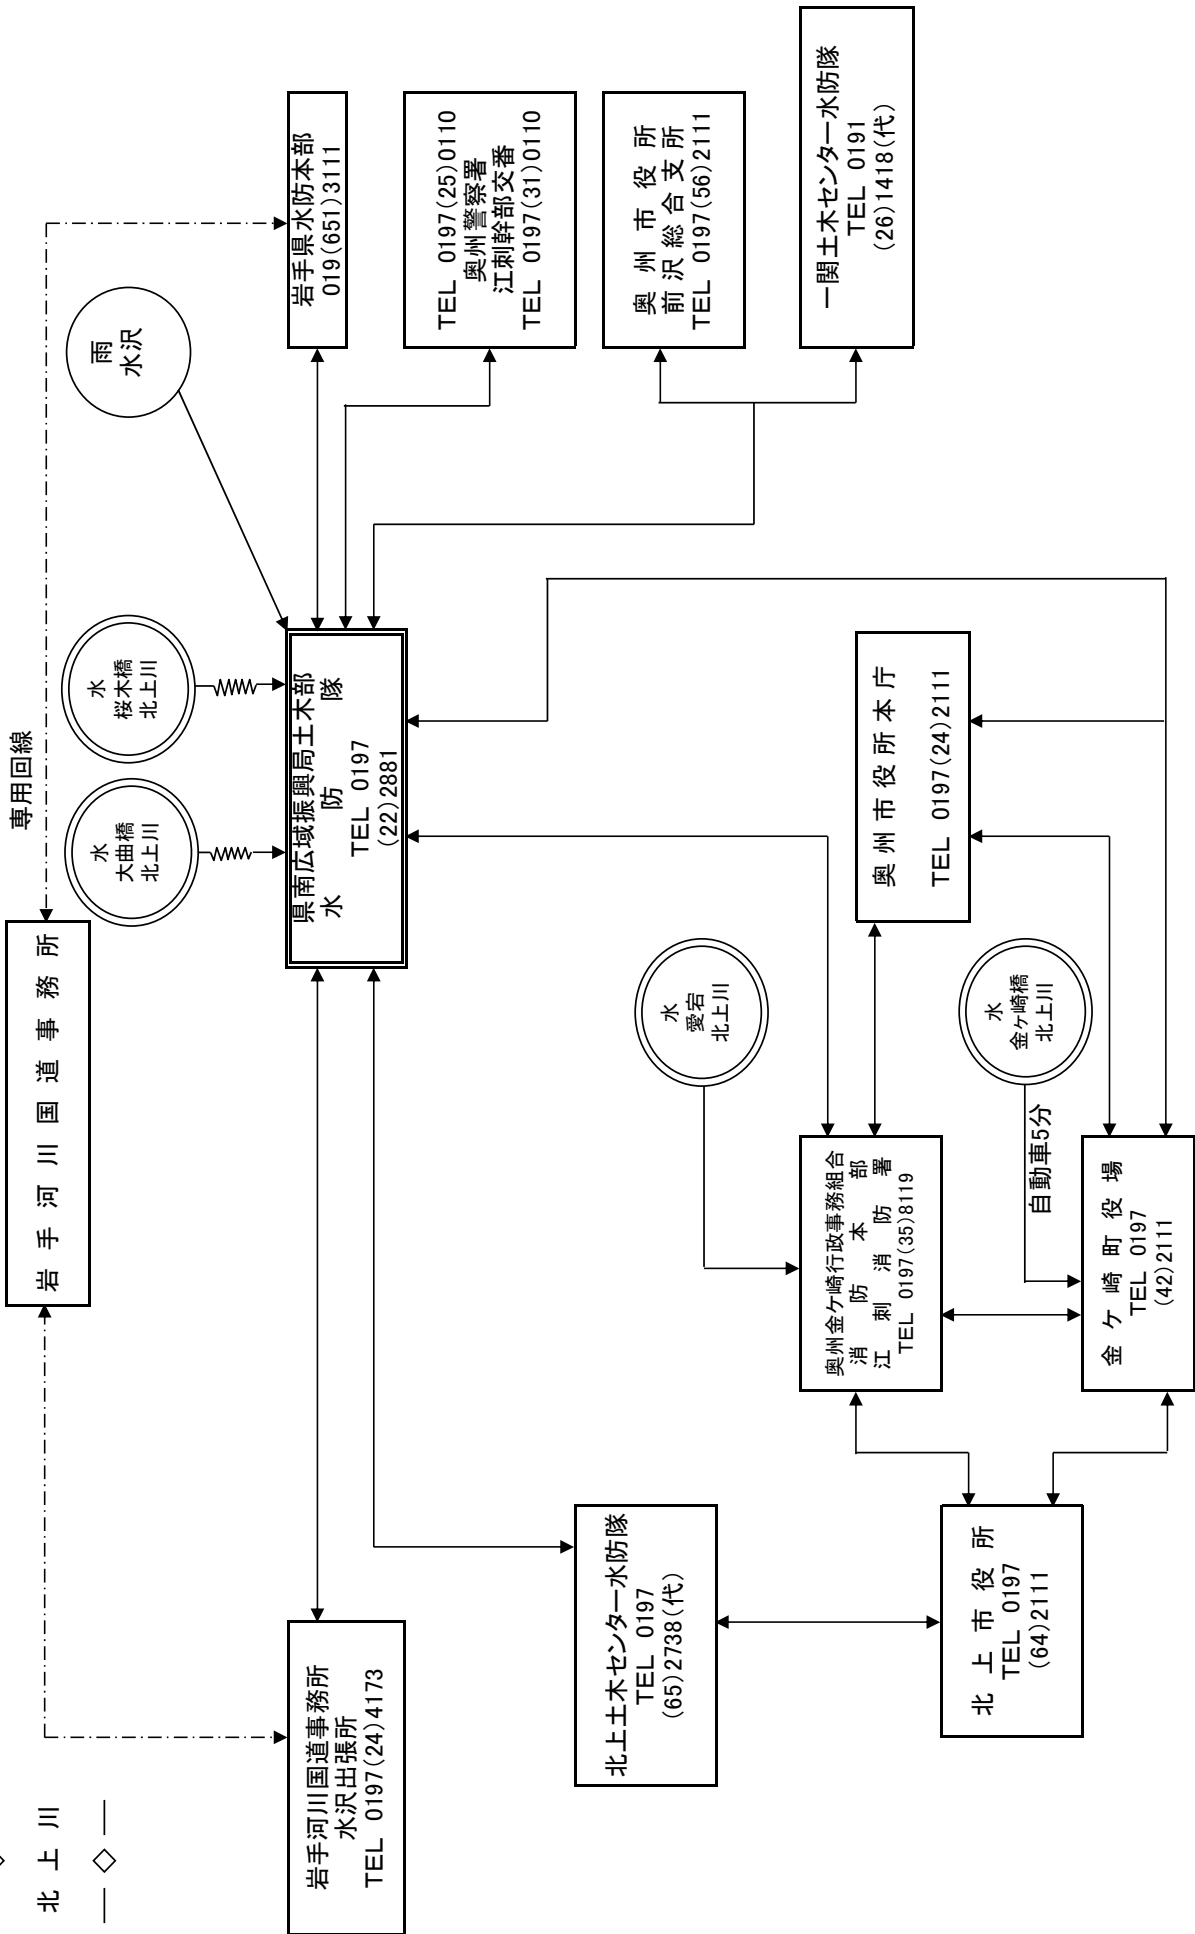 北上川
専用回線
岩手河川国道事務所
岩手河川国道事務所
水沢出張所
TEL 0197(24)4173
水
大曲橋
北上川
水
桜木橋
北上川
雨
水沢
県南広域振興局土木部
水防隊
TEL 0197
(22)2881
岩手県水防本部
019(651)3111
TEL 0197(25)0110
奥州警察署
江刺幹部交番
TEL 0197(31)0110
奥州市役所
前沢総合支所
TEL 0197(56)2111
一関土木センター水防隊
TEL 0191
(26)1418(代)
北上土木センター水防隊
TEL 0197
(65)2738(代)
水
愛宕
北上川
奥州市役所本庁
TEL 0197(24)2111
奥州金ケ崎行政事務組合
消防本部
江刺消防署
TEL 0197(35)8119
水
金ヶ崎橋
北上川
自動車5分
北上市役所
TEL 0197
(64)2111
金ケ崎町役場
TEL 0197
(42)2111